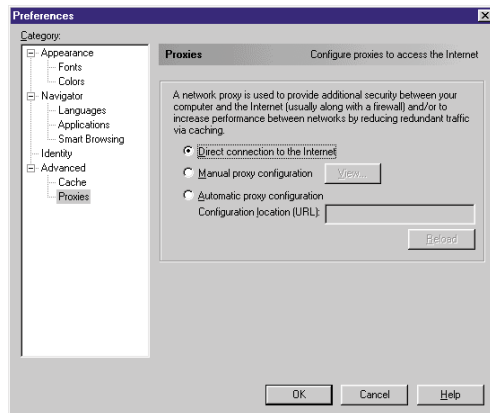 Preferences
Category:
Appearance
Fonts
Colors
Navigator
Languages
Applications
Smart Browsing
Identity
Advanced
Cache
Proxies
Proxies Configure proxies to access the Internet
A network proxy is used to provide additional security between your
computer and the Internet (usually along with a firewall) and/or to
increase performance between networks by reducing redundant traffic
via caching.
Direct connection to the Internet
Manual proxy configuration View...
Automatic proxy configuration
Configuration location (URL):
Reload
OK Cancel Help